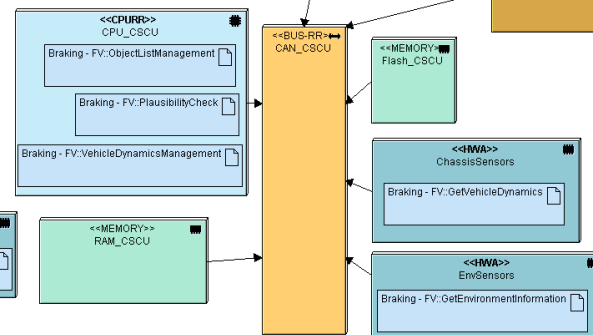 <<CPURR>>
CPU_CSCU
Braking - FV::ObjectListManagement
Braking - FV::PlausibilityCheck
Braking - FV::VehicleDynamicsManagement
<<BUS-RR>>
CAN_CSCU
<<MEMORY>>
Flash_CSCU
<<HWA>>
ChassisSensors
Braking - FV::GetVehicleDynamics
<<MEMORY>>
RAM_CSCU
<<HWA>>
EnvSensors
Braking - FV::GetEnvironmentInformation